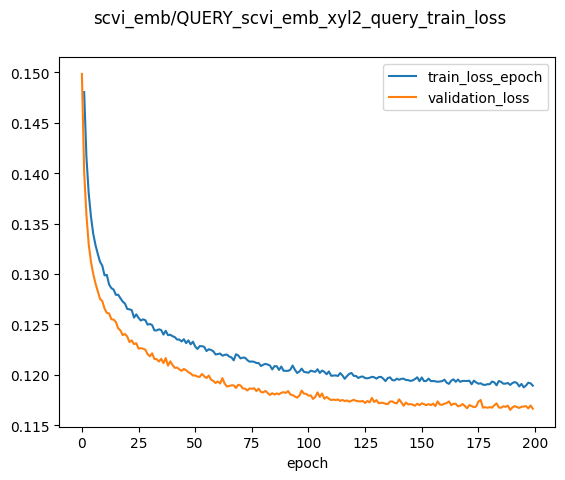 scvi_emb/QUERY_scvi_emb_xyl2_query_train_loss
train_loss_epoch
validation_loss
0.150
0.145
0.140
0.135
0.130
0.125
0.120
0.115
0 25 50 75 100 125 150 175 200
epoch